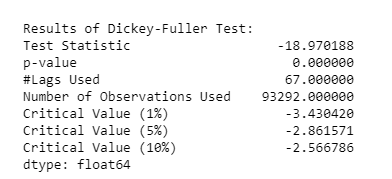 Results of Dickey-Fuller Test:
Test Statistic -18.970188
p-value 0.000000
#Lags Used 67.000000
Number of Observations Used 93292.000000
Critical Value (1%) -3.430420
Critical Value (5%) -2.861571
Critical Value (10%) -2.566786
dtype: float64